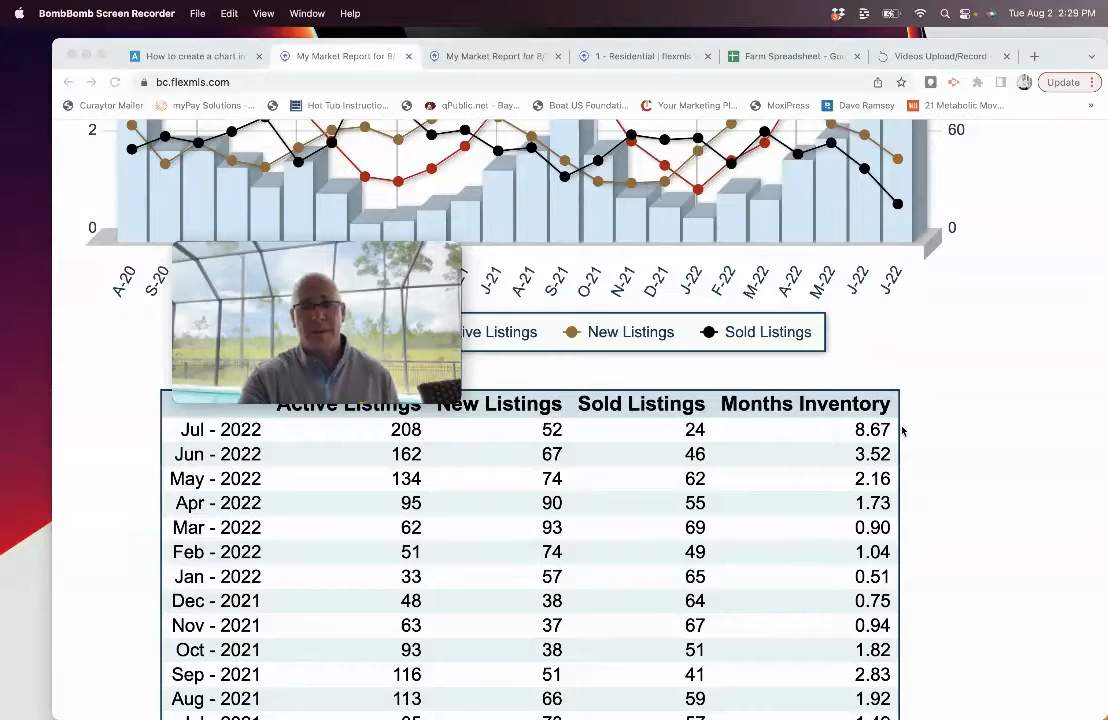 BombBomb Screen Recorder File Edit View Window Help Tue Aug 2 2:29 PM
How to create a chart in My Market Report for 8/ My Market Report for 8/ 1 - Residential | flexmls Farm Spreadsheet - Goo Videos Upload/Record -
bc.flexmls.com Update
Curaytor Mailer myPay Solutions -... Hot Tub Instructio... qPublic.net - Bay... Boat US Foundati... Your Marketing Pl... MoxiPress Dave Ramsey 21 Metabolic Mov... »
2 60
0 0
A-20 S-20 J-21 A-21 S-21 O-21 N-21 D-21 J-22 F-22 M-22 A-22 M-22 J-22 J-22
ive Listings New Listings Sold Listings
Active Listings New Listings Sold Listings Months Inventory
Jul - 2022 208 52 24 8.67
Jun - 2022 162 67 46 3.52
May - 2022 134 74 62 2.16
Apr - 2022 95 90 55 1.73
Mar - 2022 62 93 69 0.90
Feb - 2022 51 74 49 1.04
Jan - 2022 33 57 65 0.51
Dec - 2021 48 38 64 0.75
Nov - 2021 63 37 67 0.94
Oct - 2021 93 38 51 1.82
Sep - 2021 116 51 41 2.83
Aug - 2021 113 66 59 1.92